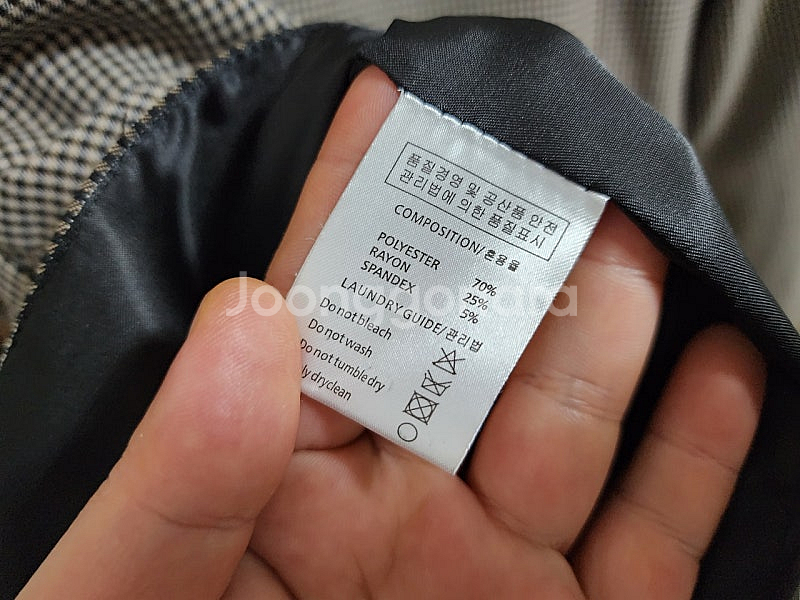 품질경영 및 공산품 안전
관리법에 의한 품질표시
COMPOSITION/혼용율
POLYESTER 70%
RAYON 25%
SPANDEX 5%
LAUNDRY GUIDE/관리법
Do not bleach
Do not wash
Do not tumble dry
dryclean
Joonggonara